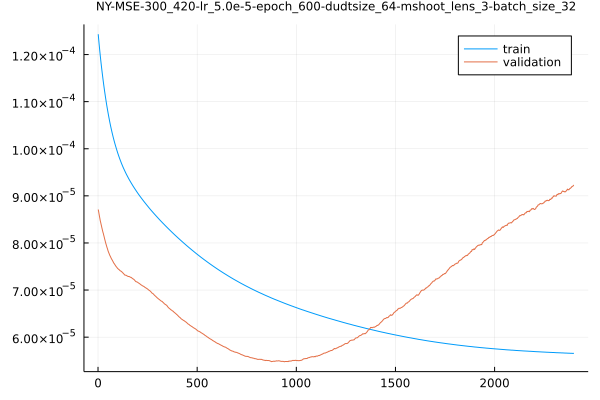 NY-MSE-300_420-lr_5.0e-5-epoch_600-dudtsize_64-mshoot_lens_3-batch_size_32
train
validation
1.20×10⁻⁴
1.10×10⁻⁴
1.00×10⁻⁴
9.00×10⁻⁵
8.00×10⁻⁵
7.00×10⁻⁵
6.00×10⁻⁵
0 500 1000 1500 2000